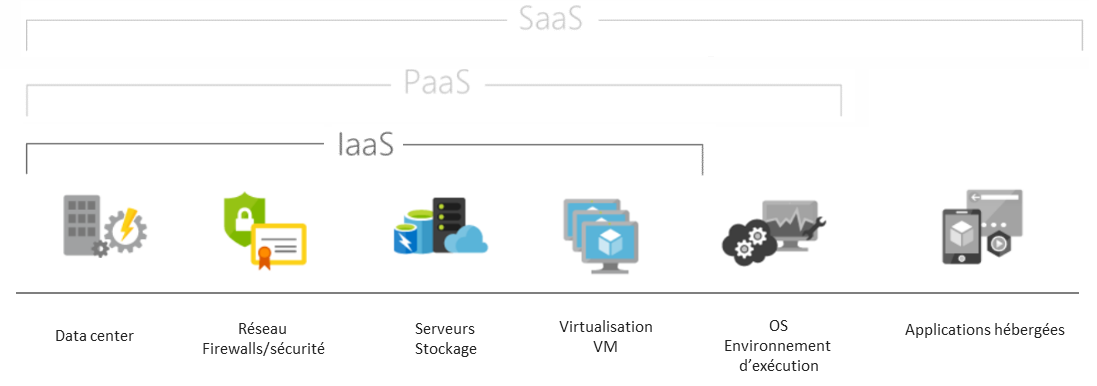 SaaS
PaaS
IaaS
Data center
Réseau
Firewalls/sécurité
Serveurs
Stockage
Virtualisation
VM
OS
Environnement
d’exécution
Applications hébergées